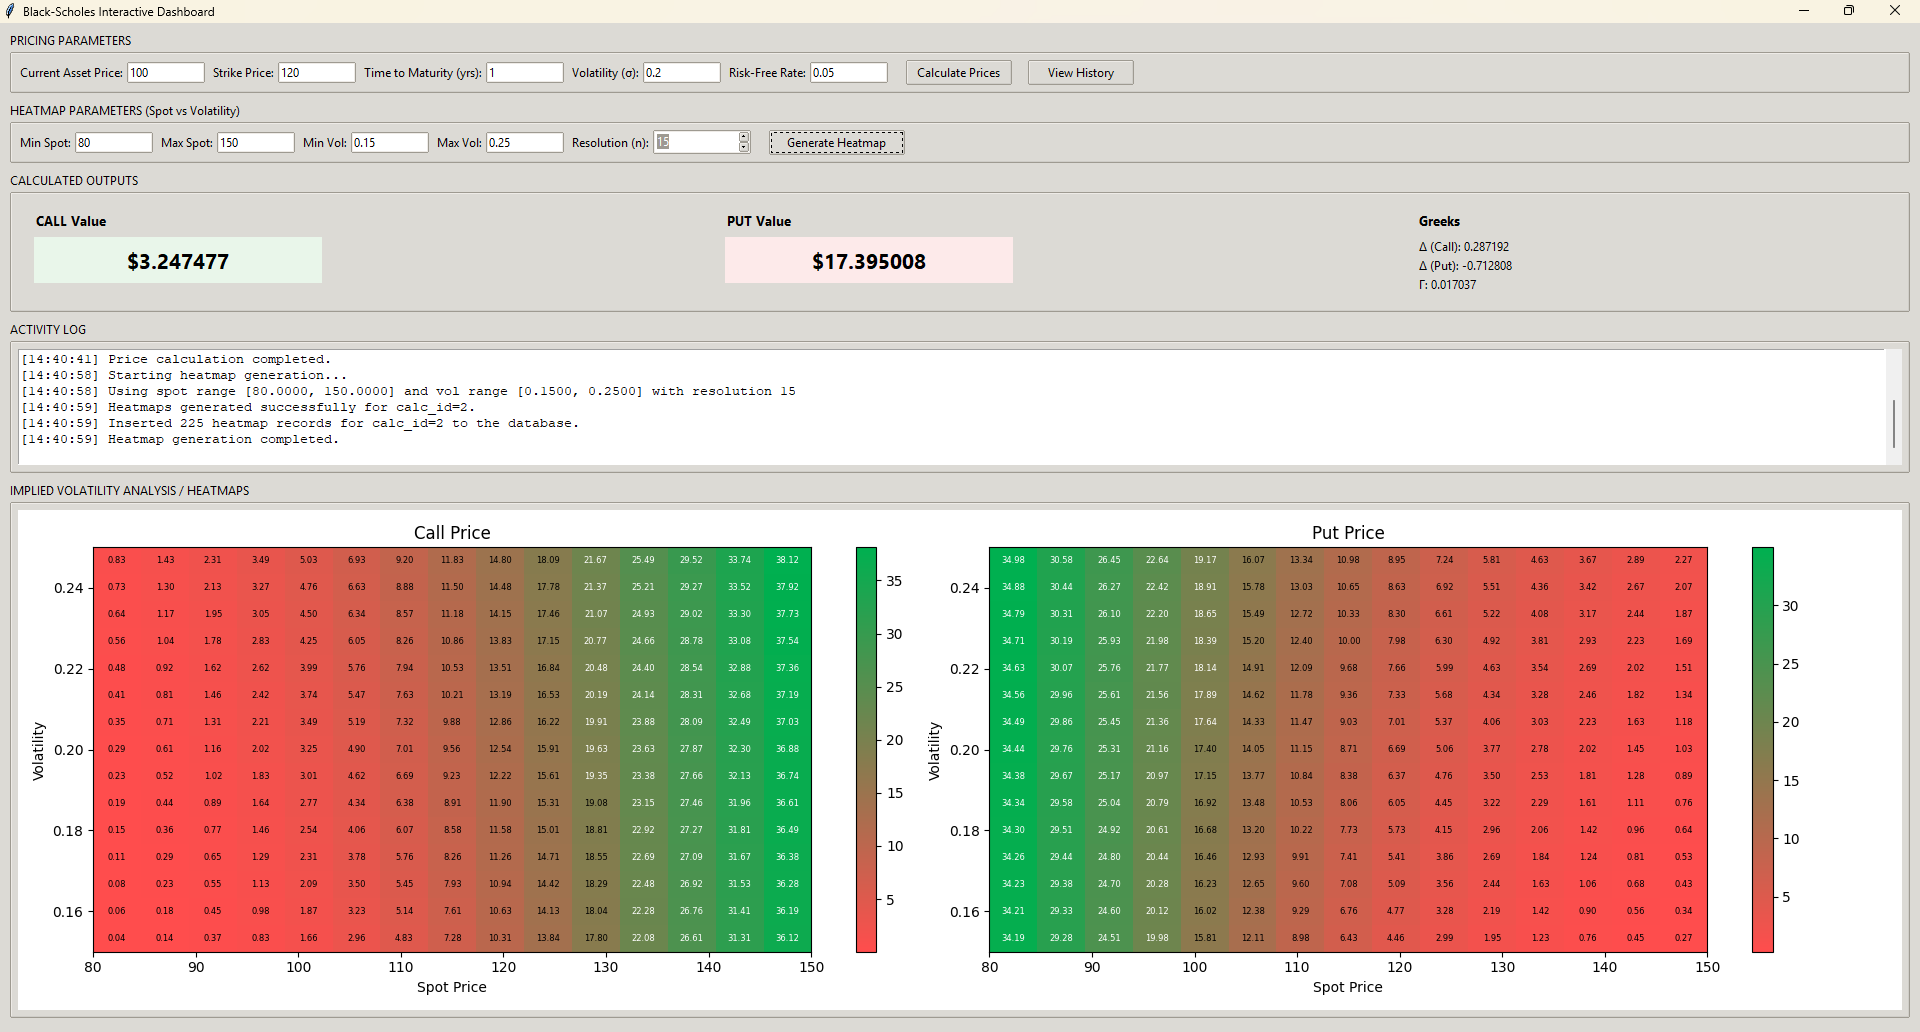 Black-Scholes Interactive Dashboard
PRICING PARAMETERS
Current Asset Price: 100 Strike Price: 120 Time to Maturity (yrs): 1 Volatility (σ): 0.2 Risk-Free Rate: 0.05 Calculate Prices View History
HEATMAP PARAMETERS (Spot vs Volatility)
Min Spot: 80 Max Spot: 150 Min Vol: 0.15 Max Vol: 0.25 Resolution (n): 15 Generate Heatmap
CALCULATED OUTPUTS
CALL Value
$3.247477
PUT Value
$17.395008
Greeks
Δ (Call): 0.287192
Δ (Put): -0.712808
Γ: 0.017037
ACTIVITY LOG
[14:40:41] Price calculation completed.
[14:40:58] Starting heatmap generation...
[14:40:58] Using spot range [80.0000, 150.0000] and vol range [0.1500, 0.2500] with resolution 15
[14:40:59] Heatmaps generated successfully for calc_id=2.
[14:40:59] Inserted 225 heatmap records for calc_id=2 to the database.
[14:40:59] Heatmap generation completed.
IMPLIED VOLATILITY ANALYSIS / HEATMAPS
Call Price
0.83 1.43 2.31 3.49 5.03 6.93 9.20 11.83 14.80 18.09 21.67 25.49 29.52 33.74 38.12
0.73 1.30 2.13 3.27 4.76 6.63 8.88 11.50 14.48 17.78 21.37 25.21 29.27 33.52 37.92
0.64 1.17 1.95 3.05 4.50 6.34 8.57 11.18 14.15 17.46 21.07 24.93 29.02 33.30 37.73
0.56 1.04 1.78 2.83 4.25 6.05 8.26 10.86 13.83 17.15 20.77 24.66 28.78 33.08 37.54
0.48 0.92 1.62 2.62 3.99 5.76 7.94 10.53 13.51 16.84 20.48 24.40 28.54 32.88 37.36
0.41 0.81 1.46 2.42 3.74 5.47 7.63 10.21 13.19 16.53 20.19 24.14 28.31 32.68 37.19
0.35 0.71 1.31 2.21 3.49 5.19 7.32 9.88 12.86 16.22 19.91 23.88 28.09 32.49 37.03
0.29 0.61 1.16 2.02 3.25 4.90 7.01 9.56 12.54 15.91 19.63 23.63 27.87 32.30 36.88
0.23 0.52 1.02 1.83 3.01 4.62 6.69 9.23 12.22 15.61 19.35 23.38 27.66 32.13 36.74
0.19 0.44 0.89 1.64 2.77 4.34 6.38 8.91 11.90 15.31 19.08 23.15 27.46 31.96 36.61
0.15 0.36 0.77 1.46 2.54 4.06 6.07 8.58 11.58 15.01 18.81 22.92 27.27 31.81 36.49
0.11 0.29 0.65 1.29 2.31 3.78 5.76 8.26 11.26 14.71 18.55 22.69 27.09 31.67 36.38
0.08 0.23 0.55 1.13 2.09 3.50 5.45 7.93 10.94 14.42 18.29 22.48 26.92 31.53 36.28
0.06 0.18 0.45 0.98 1.87 3.23 5.14 7.61 10.63 14.13 18.04 22.28 26.76 31.41 36.19
0.04 0.14 0.37 0.83 1.66 2.96 4.83 7.28 10.31 13.84 17.80 22.08 26.61 31.31 36.12
0.24
0.22
0.20
0.18
0.16
Volatility
80 90 100 110 120 130 140 150
Spot Price
35
30
25
20
15
10
5
Put Price
34.98 30.58 26.45 22.64 19.17 16.07 13.34 10.98 8.95 7.24 5.81 4.63 3.67 2.89 2.27
34.88 30.44 26.27 22.42 18.91 15.78 13.03 10.65 8.63 6.92 5.51 4.36 3.42 2.67 2.07
34.79 30.31 26.10 22.20 18.65 15.49 12.72 10.33 8.30 6.61 5.22 4.08 3.17 2.44 1.87
34.71 30.19 25.93 21.98 18.39 15.20 12.40 10.00 7.98 6.30 4.92 3.81 2.93 2.23 1.69
34.63 30.07 25.76 21.77 18.14 14.91 12.09 9.68 7.66 5.99 4.63 3.54 2.69 2.02 1.51
34.56 29.96 25.61 21.56 17.89 14.62 11.78 9.36 7.33 5.68 4.34 3.28 2.46 1.82 1.34
34.49 29.86 25.45 21.36 17.64 14.33 11.47 9.03 7.01 5.37 4.06 3.03 2.23 1.63 1.18
34.44 29.76 25.31 21.16 17.40 14.05 11.15 8.71 6.69 5.06 3.77 2.78 2.02 1.45 1.03
34.38 29.67 25.17 20.97 17.15 13.77 10.84 8.38 6.37 4.76 3.50 2.53 1.81 1.28 0.89
34.34 29.58 25.04 20.79 16.92 13.48 10.53 8.06 6.05 4.45 3.22 2.29 1.61 1.11 0.76
34.30 29.51 24.92 20.61 16.68 13.20 10.22 7.73 5.73 4.15 2.96 2.06 1.42 0.96 0.64
34.26 29.44 24.80 20.44 16.46 12.93 9.91 7.41 5.41 3.86 2.69 1.84 1.24 0.81 0.53
34.23 29.38 24.70 20.28 16.23 12.65 9.60 7.08 5.09 3.56 2.44 1.63 1.06 0.68 0.43
34.21 29.33 24.60 20.12 16.02 12.38 9.29 6.76 4.77 3.28 2.19 1.42 0.90 0.56 0.34
34.19 29.28 24.51 19.98 15.81 12.11 8.98 6.43 4.46 2.99 1.95 1.23 0.76 0.45 0.27
0.24
0.22
0.20
0.18
0.16
Volatility
80 90 100 110 120 130 140 150
Spot Price
30
25
20
15
10
5